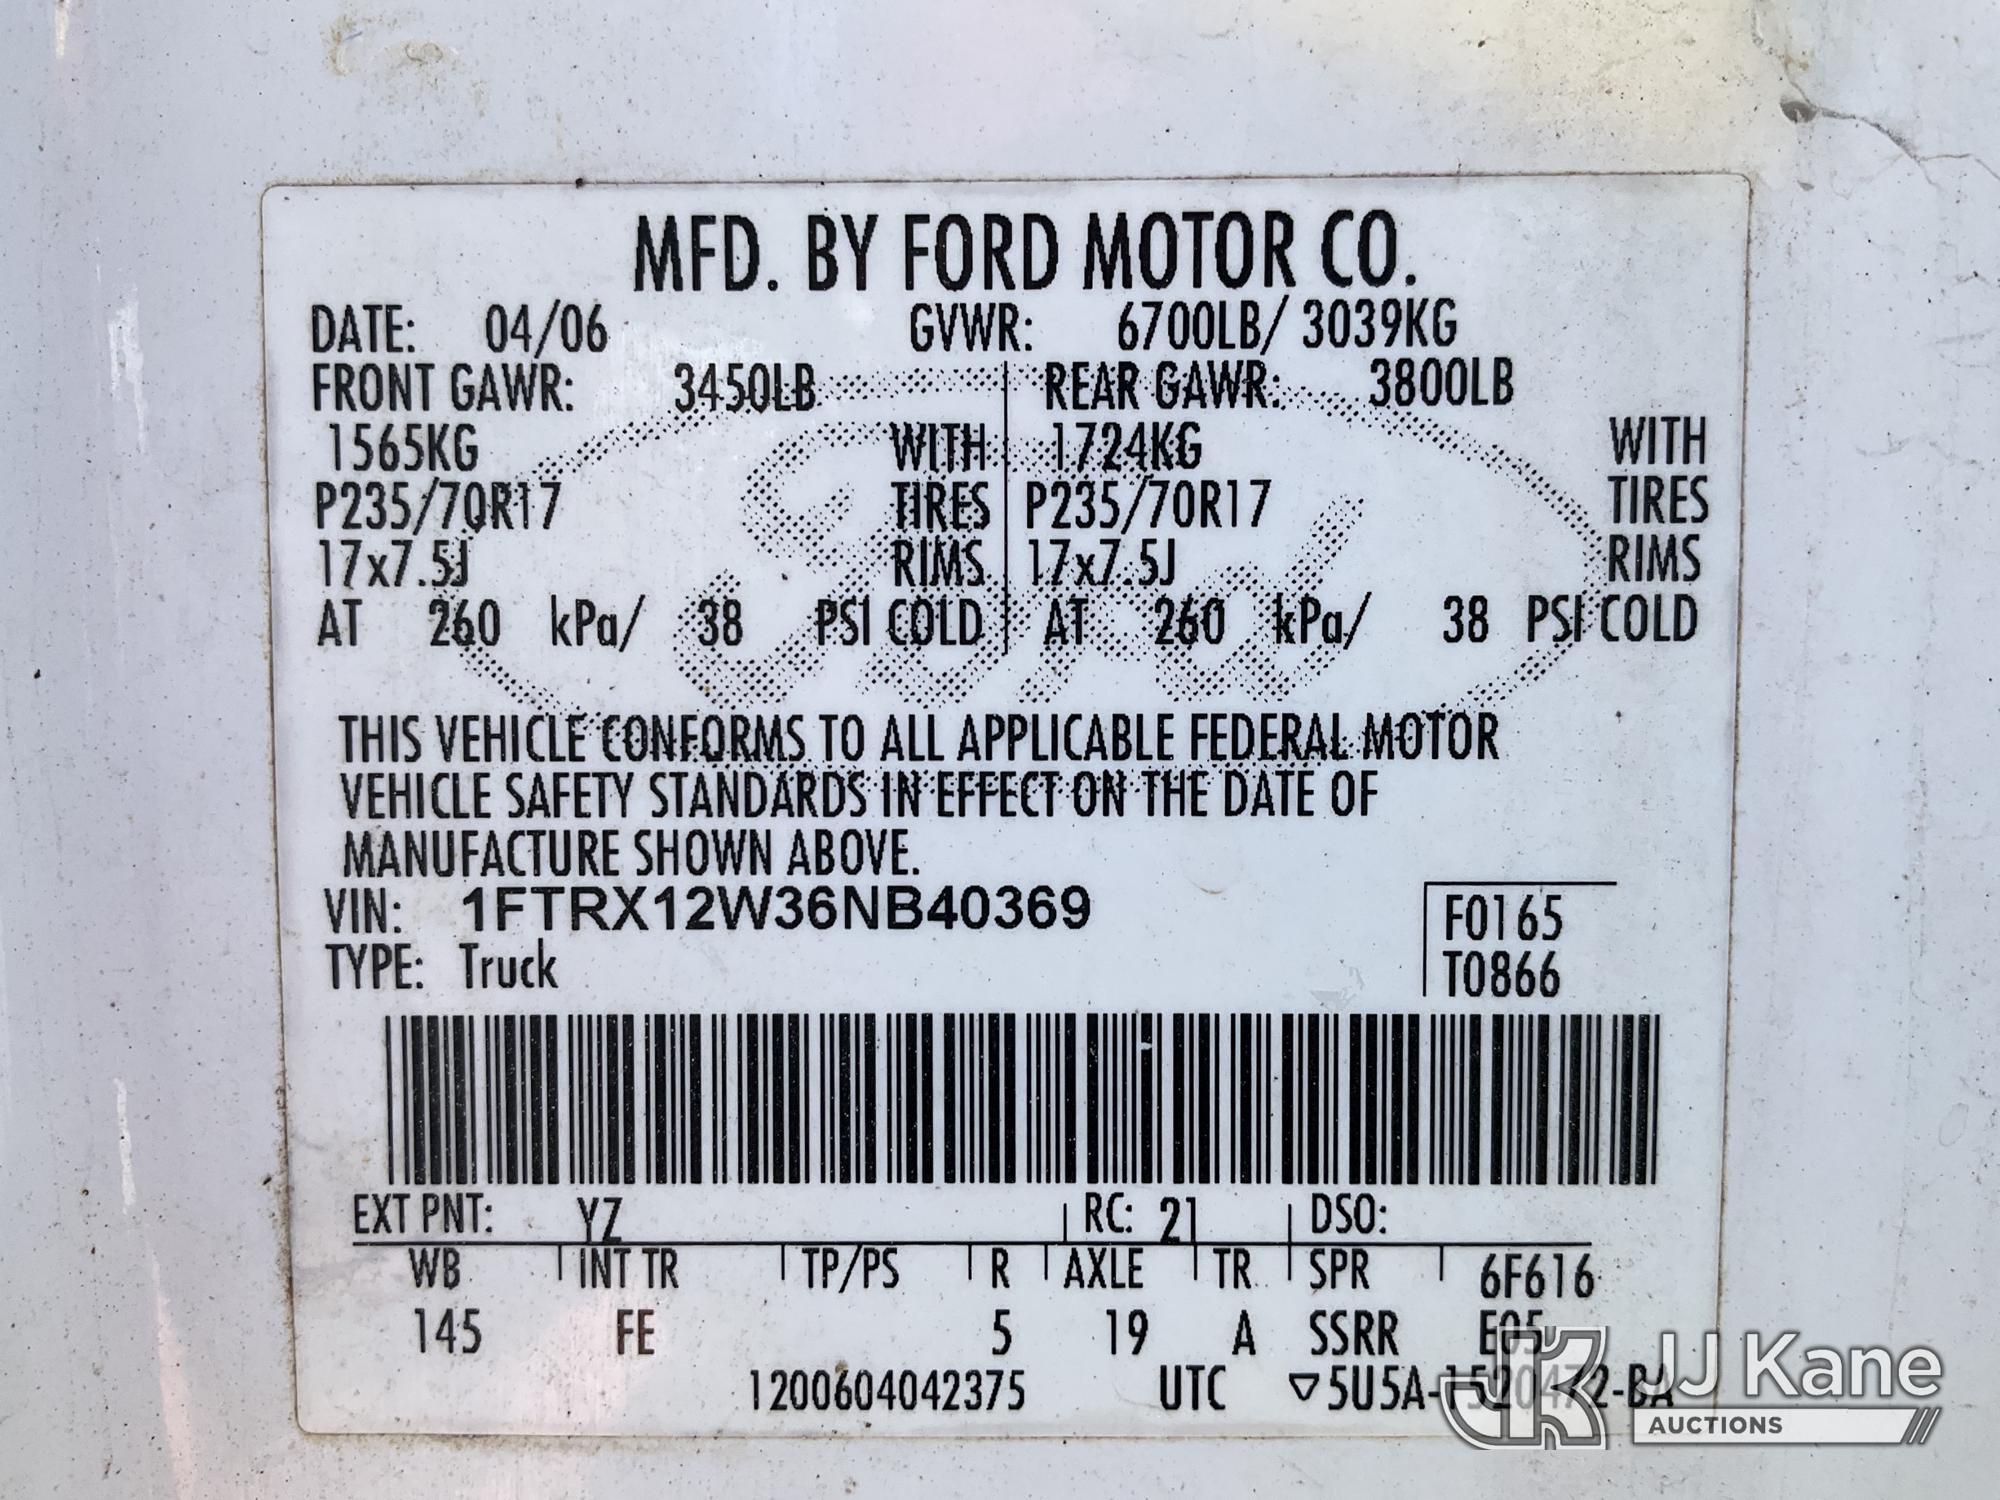 MFD. BY FORD MOTOR CO.
DATE: 04/06 GVWR: 6700LB/ 3039KG
FRONT GAWR: 3450LB REAR GAWR: 3800LB
1565KG WITH 1724KG WITH
P235/70R17 TIRES P235/70R17 TIRES
17x7.5J RIMS 17x7.5J RIMS
AT 260 kPa/ 38 PSI COLD AT 260 kPa/ 38 PSI COLD
THIS VEHICLE CONFORMS TO ALL APPLICABLE FEDERAL MOTOR
VEHICLE SAFETY STANDARDS IN EFFECT ON THE DATE OF
MANUFACTURE SHOWN ABOVE.
VIN: 1FTRX12W36NB40369 F0165
TYPE: Truck T0866
EXT PNT: YZ RC: 21 DSO:
WB INT TR TP/PS R AXLE TR SPR 6F616
145 FE 5 19 A SSRR E05
1200604042375 UTC ▽5U5A-1520472-BA
JJ Kane
AUCTIONS